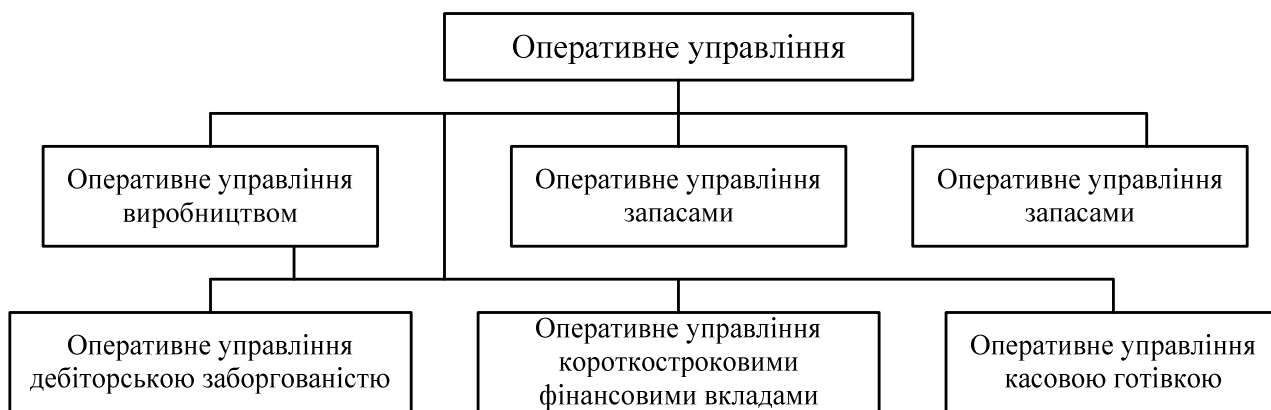 Оперативне управління
Оперативне управління
виробництвом
Оперативне управління
запасами
Оперативне управління
запасами
Оперативне управління
дебіторською заборгованістю
Оперативне управління
короткостроковими
фінансовими вкладами
Оперативне управління
касовою готівкою